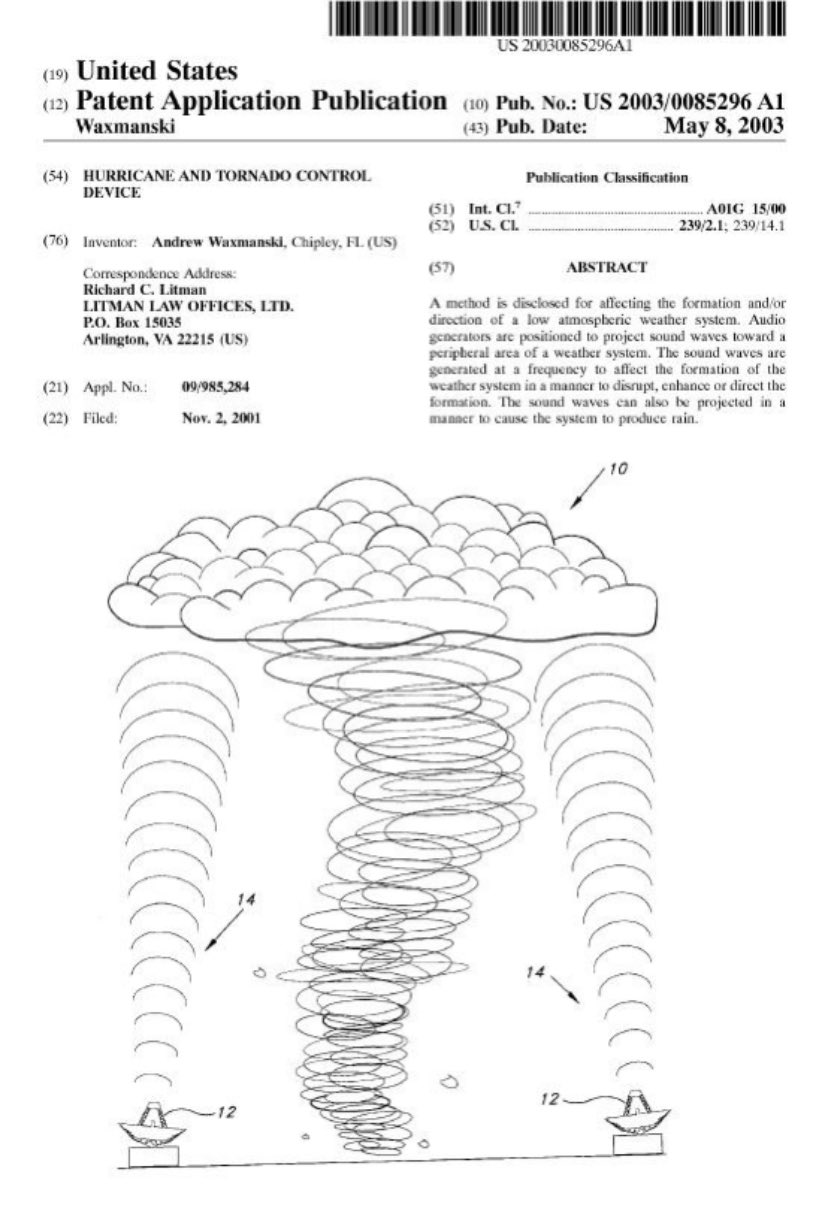 US 20030085296A1
(19) United States
(12) Patent Application Publication
Waxmanski
(10) Pub. No.: US 2003/0085296 A1
(43) Pub. Date: May 8, 2003
(54) HURRICANE AND TORNADO CONTROL
DEVICE
(76) Inventor: Andrew Waxmanski, Chipley, FL (US)
Correspondence Address:
Richard C. Litman
LITMAN LAW OFFICES, LTD.
P.O. Box 15035
Arlington, VA 22215 (US)
(21) Appl. No.: 09/985,284
(22) Filed: Nov. 2, 2001
Publication Classification
(51) Int. Cl.7 ........................................................ A01G 15/00
(52) U.S. Cl. ............................................. 239/2.1; 239/14.1
(57) ABSTRACT
A method is disclosed for affecting the formation and/or
direction of a low atmospheric weather system. Audio
generators are positioned to project sound waves toward a
peripheral area of a weather system. The sound waves are
generated at a frequency to affect the formation of the
weather system in a manner to disrupt, enhance or direct the
formation. The sound waves can also be projected in a
manner to cause the system to produce rain.
10
14
14
12
12